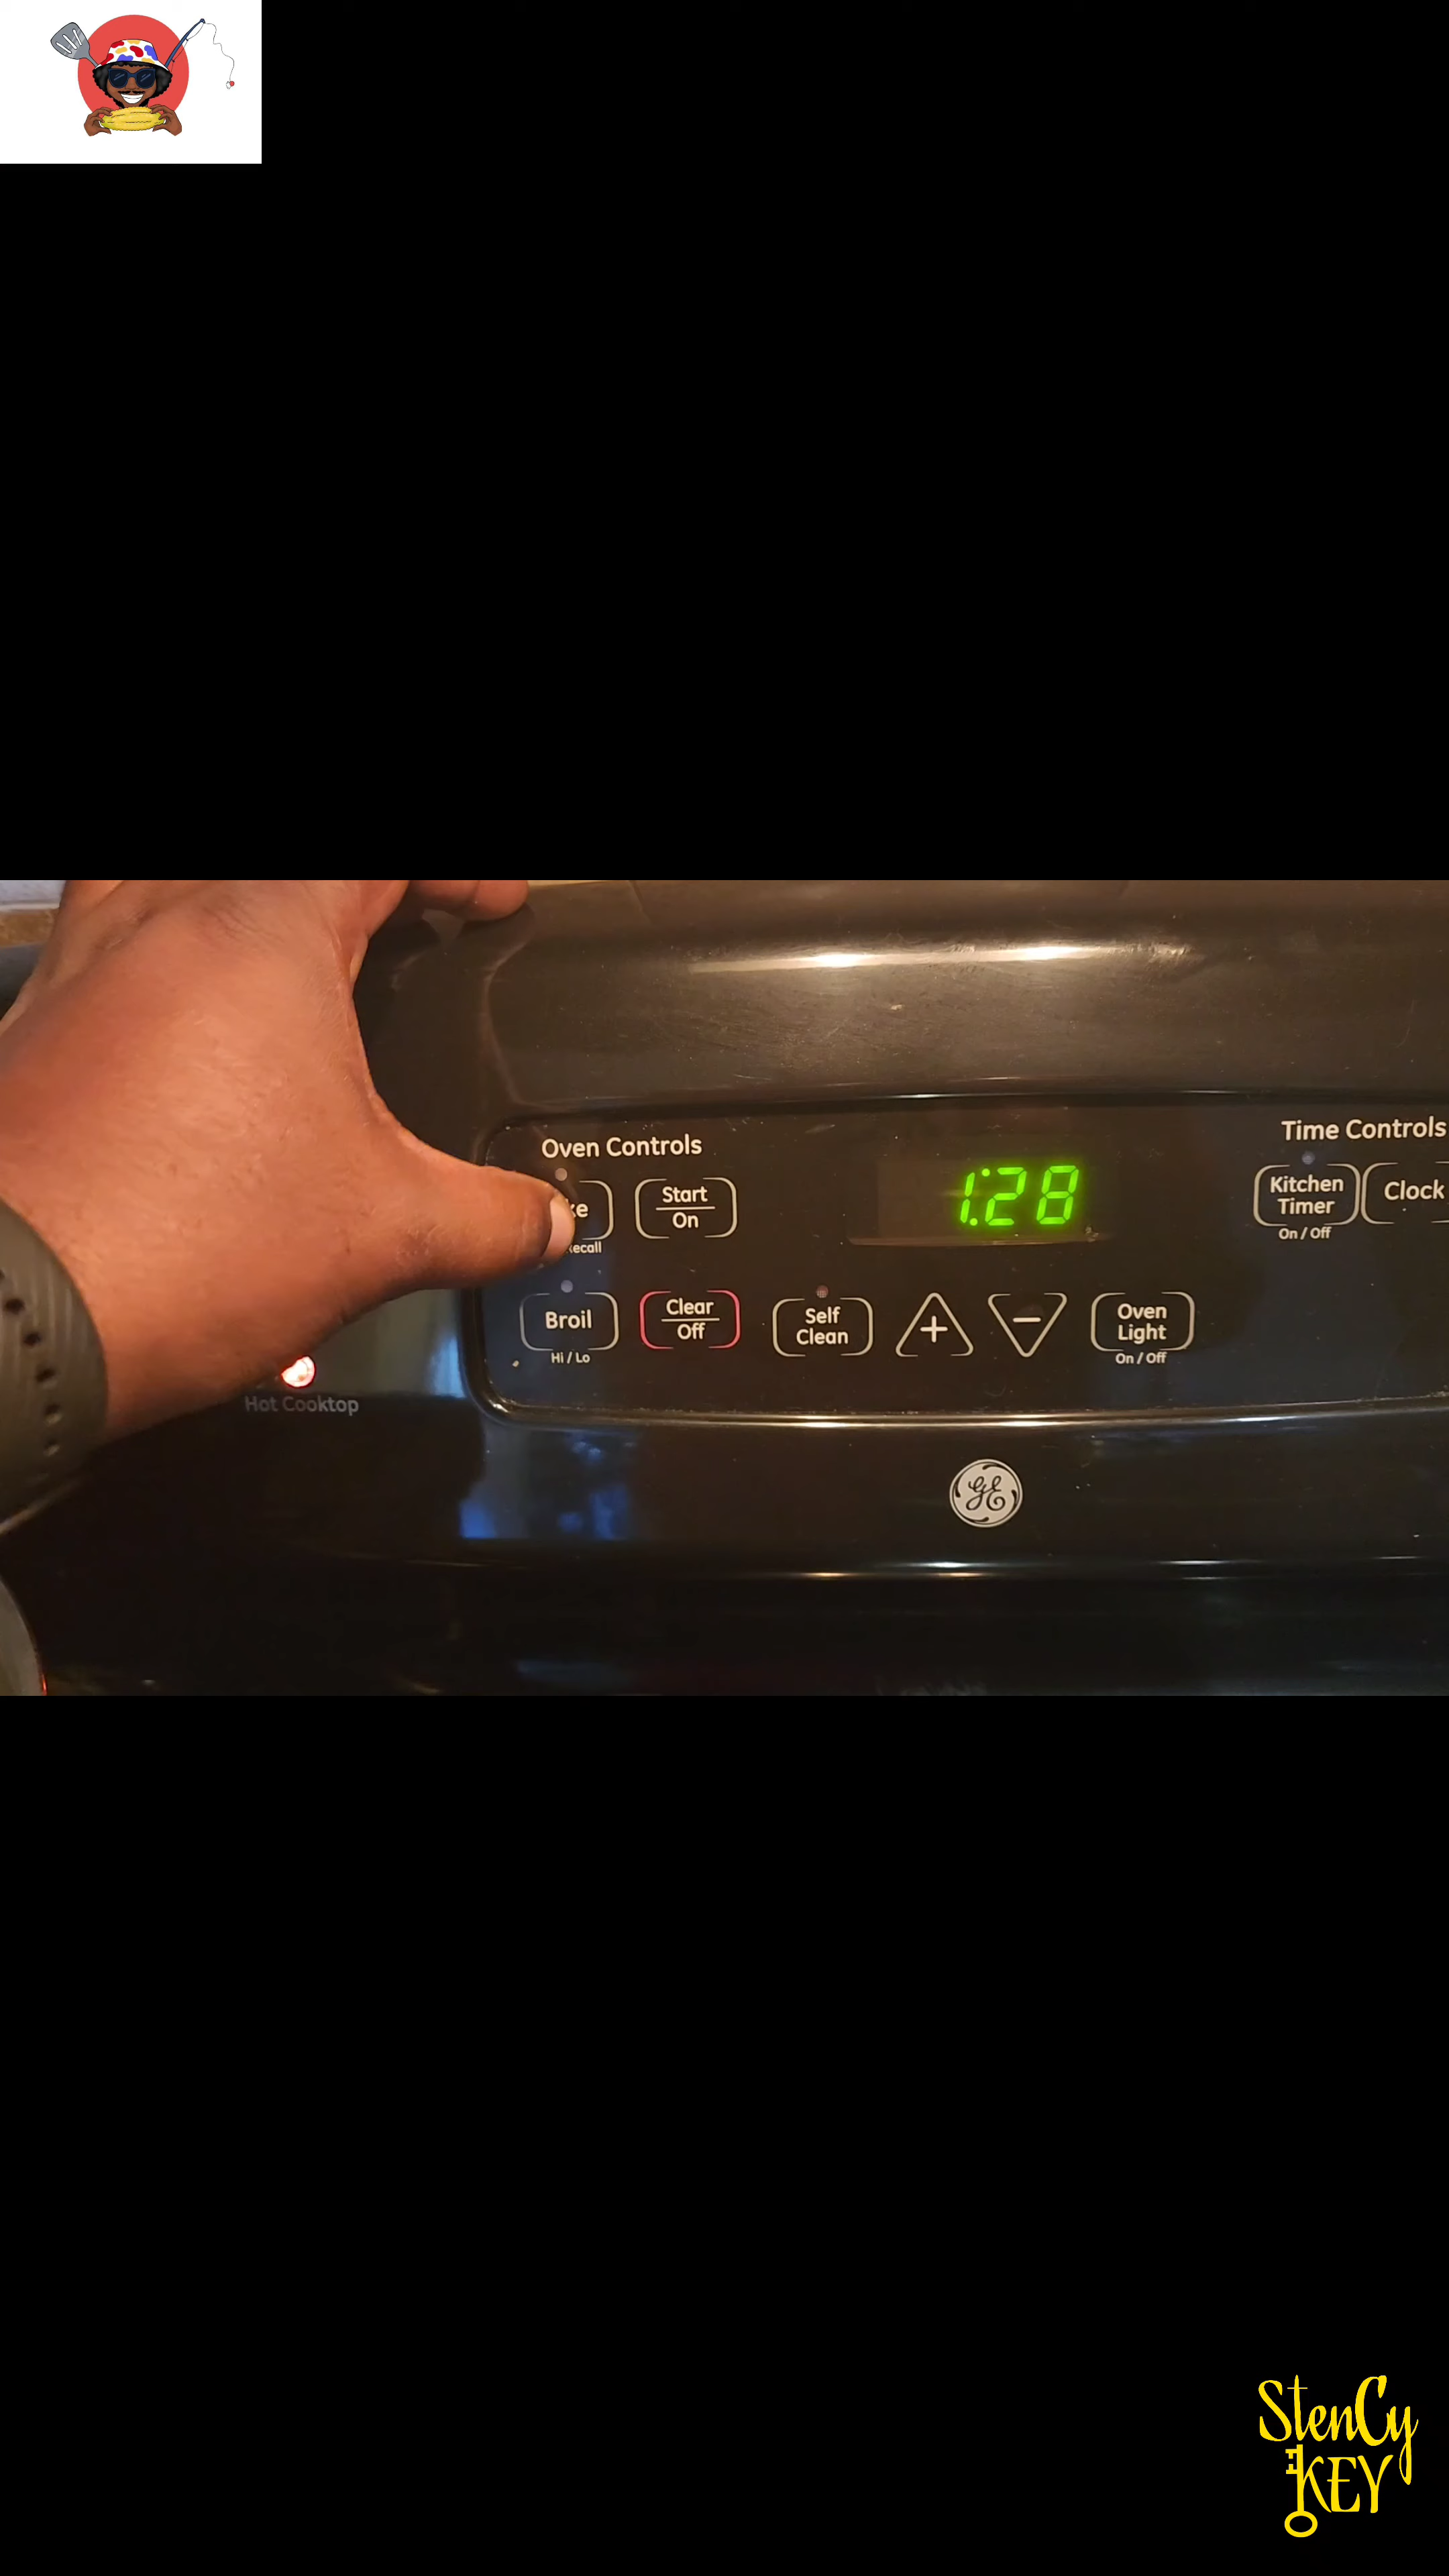 Oven Controls
Time Controls
Start
On
1:28
Kitchen
Timer
On / Off
Clock
Broil
Hi / Lo
Clear
Off
Self
Clean
+
−
Oven
Light
On / Off
Hot Cooktop
GE
StenCy
KEY